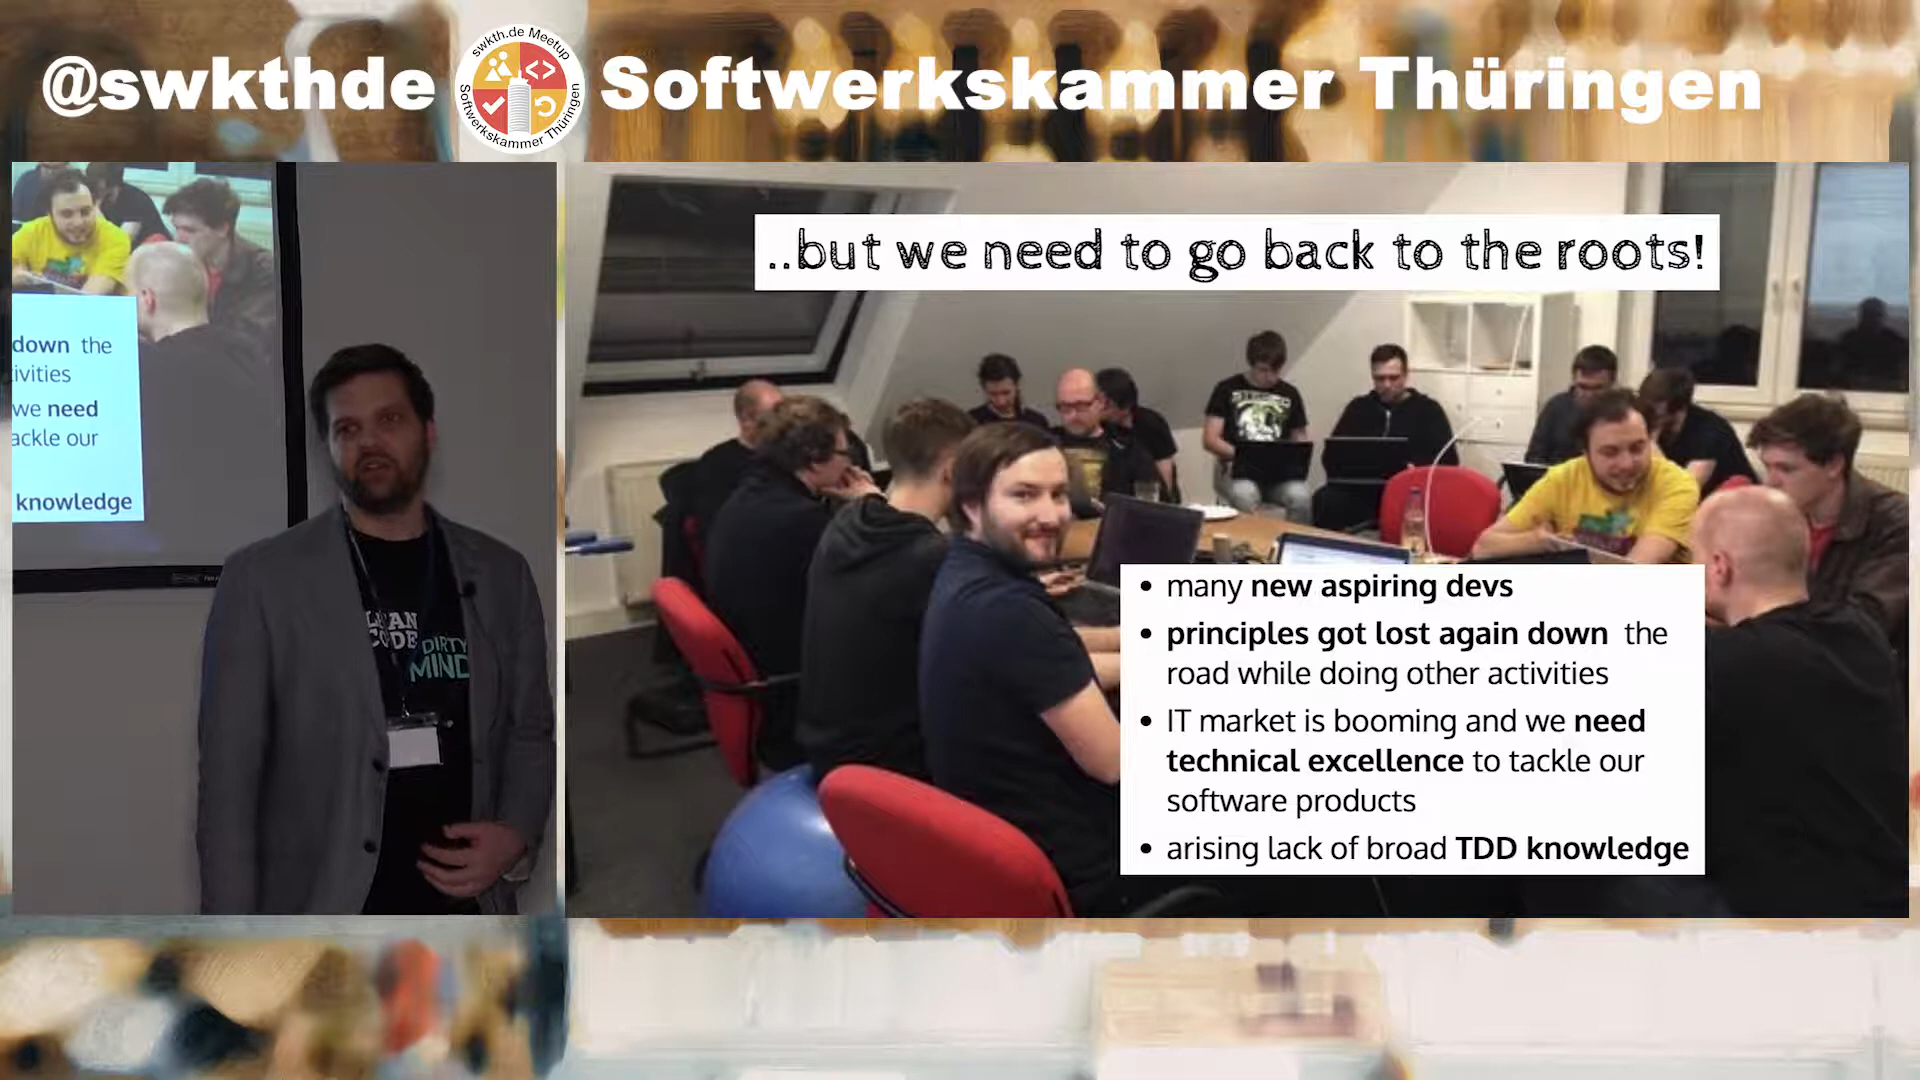 @swkthde
swkth.de Meetup
Softwerkskammer Thüringen
Softwerkskammer Thüringen
down the
ivities
we need
ackle our
knowledge
CODE
DIRTY
MIND
..but we need to go back to the roots!
• many new aspiring devs
• principles got lost again down the
road while doing other activities
• IT market is booming and we need
technical excellence to tackle our
software products
• arising lack of broad TDD knowledge